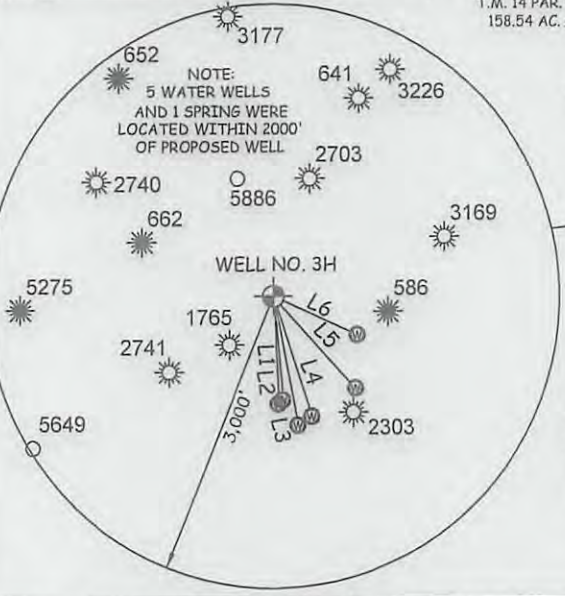 T.M. 14 PAR.
158.54 AC.
3177
652
NOTE:
5 WATER WELLS
AND 1 SPRING WERE
LOCATED WITHIN 2000'
OF PROPOSED WELL
641
3226
2703
2740
5886
662
3169
WELL NO. 3H
5275
586
L6
L5
1765
L1
L2
L4
2741
L3
W
W
W
W
2303
3,000'
5649